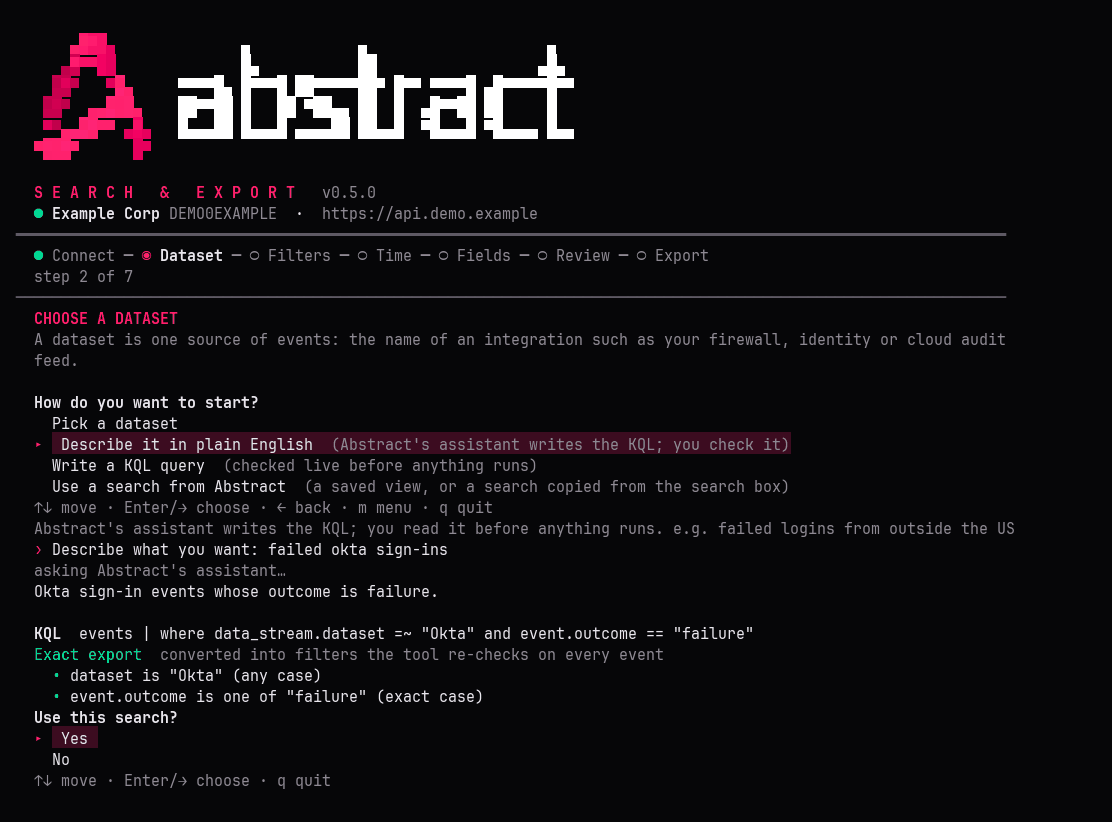 abstract
SEARCH & EXPORT v0.5.0
● Example Corp DEMO0EXAMPLE · https://api.demo.example
● Connect — ◉ Dataset — ○ Filters — ○ Time — ○ Fields — ○ Review — ○ Export
step 2 of 7
CHOOSE A DATASET
A dataset is one source of events: the name of an integration such as your firewall, identity or cloud audit
feed.
How do you want to start?
Pick a dataset
▸ Describe it in plain English (Abstract's assistant writes the KQL; you check it)
Write a KQL query (checked live before anything runs)
Use a search from Abstract (a saved view, or a search copied from the search box)
↑↓ move · Enter/→ choose · ← back · m menu · q quit
Abstract's assistant writes the KQL; you read it before anything runs. e.g. failed logins from outside the US
› Describe what you want: failed okta sign-ins
asking Abstract's assistant…
Okta sign-in events whose outcome is failure.
KQL events | where data_stream.dataset =~ "Okta" and event.outcome == "failure"
Exact export converted into filters the tool re-checks on every event
• dataset is "Okta" (any case)
• event.outcome is one of "failure" (exact case)
Use this search?
▸ Yes
No
↑↓ move · Enter/→ choose · q quit